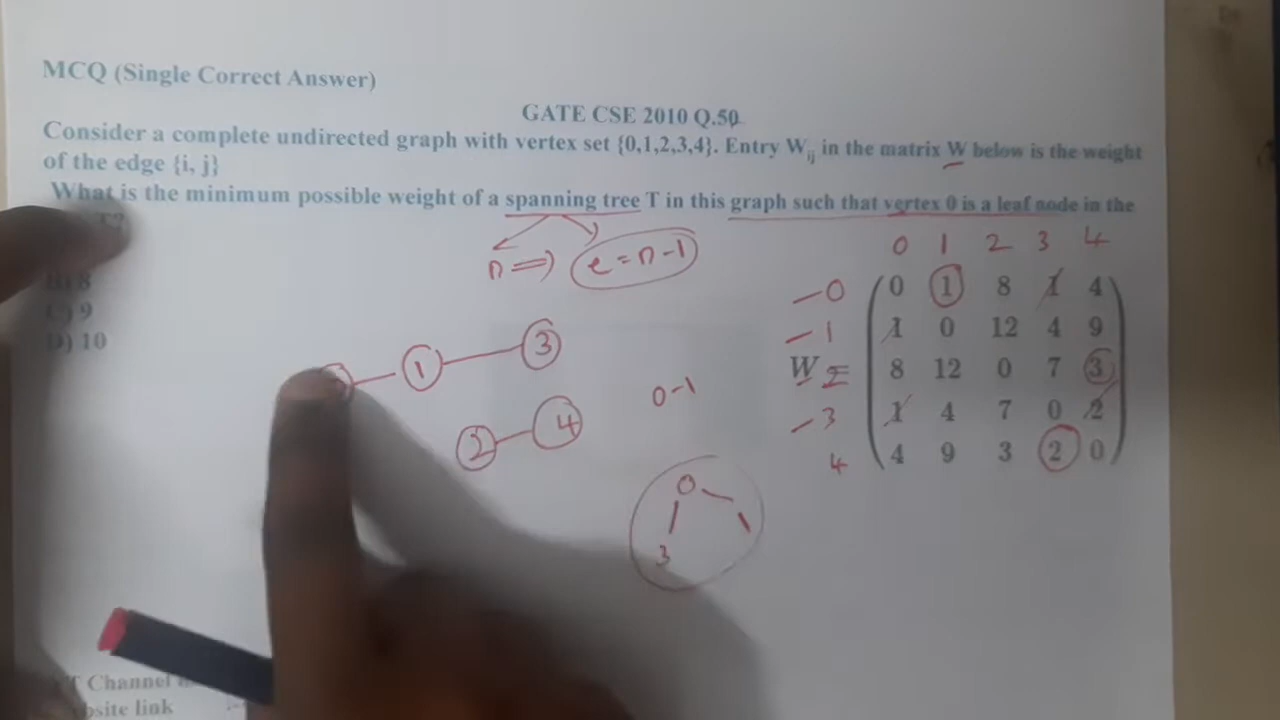 MCQ (Single Correct Answer)
GATE CSE 2010 Q.50
Consider a complete undirected graph with vertex set {0,1,2,3,4}. Entry Wij in the matrix W below is the weight
of the edge {i, j}
What is the minimum possible weight of a spanning tree T in this graph such that vertex 0 is a leaf node in the
T?
B) 8
C) 9
D) 10
n ⇒ e = n-1
0 1 2 3 4
0 0 1 8 1 4
1 1 0 12 4 9
W = 2 8 12 0 7 3
3 1 4 7 0 2
4 4 9 3 2 0
1 3
0-1
2 4
0
3 1
Channel
site link